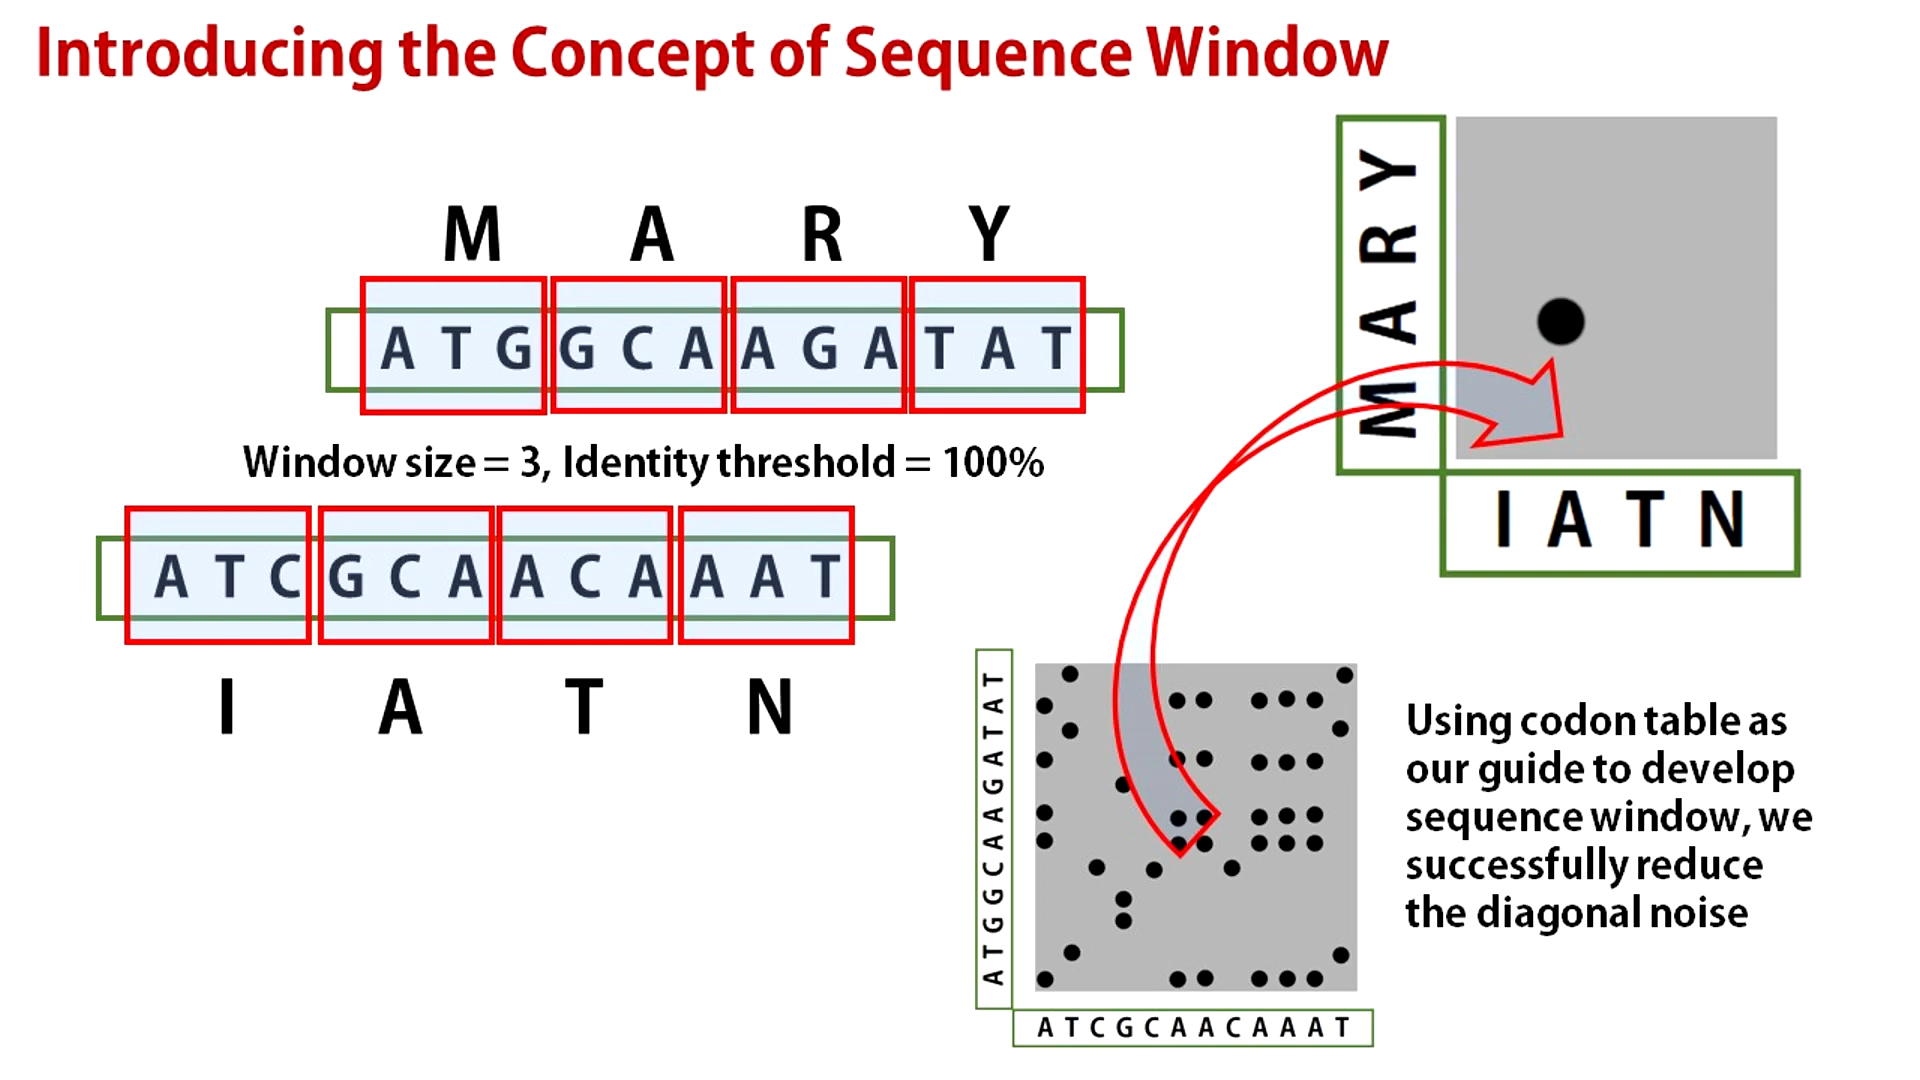 Introducing the Concept of Sequence Window
M A R Y
A T G G C A A G A T A T
Window size = 3, Identity threshold = 100%
A T C G C A A C A A A T
I A T N
M A R Y
I A T N
A T G G C A A G A T A T
A T C G C A A C A A A T
Using codon table as
our guide to develop
sequence window, we
successfully reduce
the diagonal noise